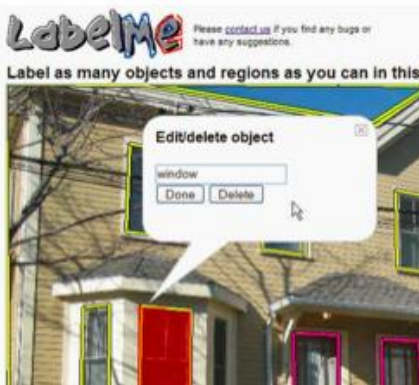 LabelMe
Please contact us if you find any bugs or
have any suggestions.
Label as many objects and regions as you can in this
Edit/delete object
window
Done Delete